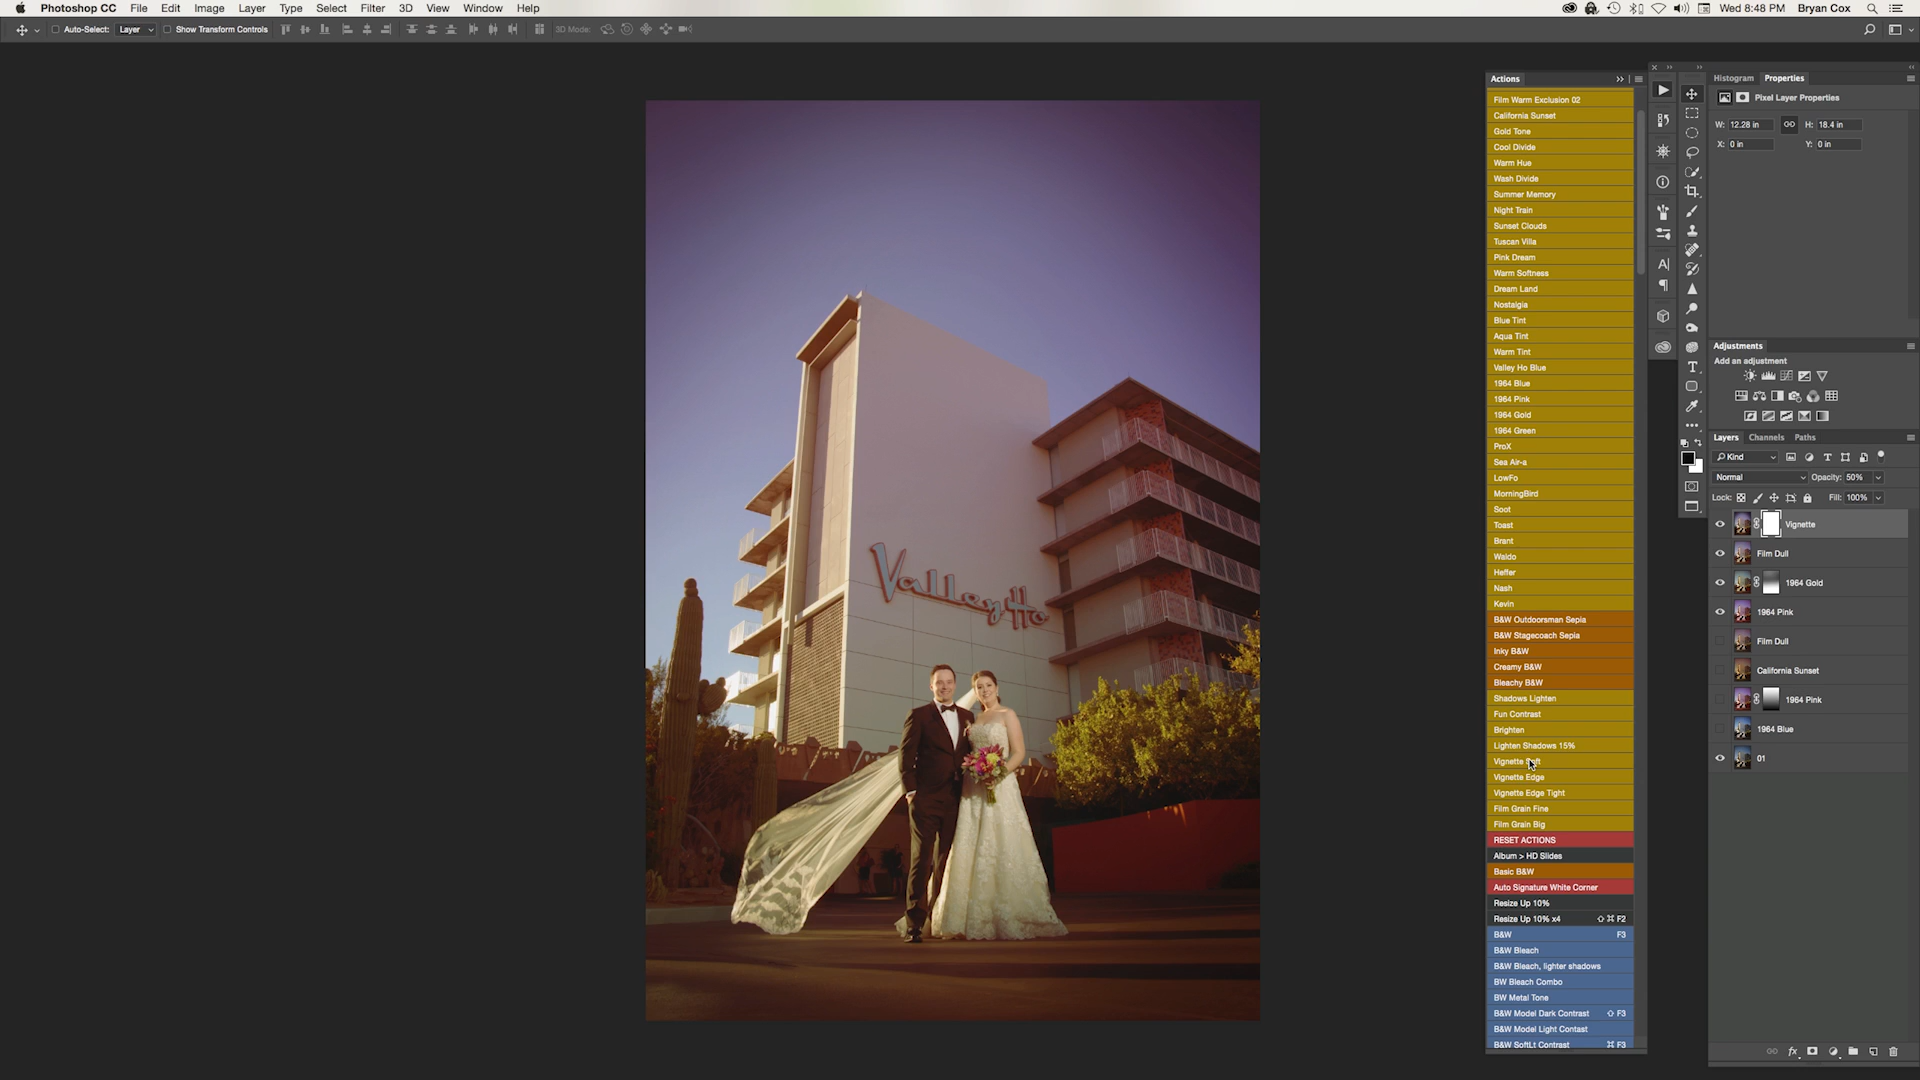 Photoshop CC File Edit Image Layer Type Select Filter 3D View Window Help Wed 8:48 PM Bryan Cox
Auto-Select: Layer Show Transform Controls 3D Mode:
Actions
Film Warm Exclusion 02
California Sunset
Gold Tone
Cool Divide
Warm Hue
Wash Divide
Summer Memory
Night Train
Sunset Clouds
Tuscan Villa
Pink Dream
Warm Softness
Dream Land
Nostalgia
Blue Tint
Aqua Tint
Warm Tint
Valley Ho Blue
1964 Blue
1964 Pink
1964 Gold
1964 Green
ProX
Sea Air-a
LowFo
MorningBird
Soot
Toast
Brant
Waldo
Heffer
Nash
Kevin
B&W Outdoorsman Sepia
B&W Stagecoach Sepia
Inky B&W
Creamy B&W
Bleachy B&W
Shadows Lighten
Fun Contrast
Brighten
Lighten Shadows 15%
Vignette Soft
Vignette Edge
Vignette Edge Tight
Film Grain Fine
Film Grain Big
RESET ACTIONS
Album > HD Slides
Basic B&W
Auto Signature White Corner
Resize Up 10%
Resize Up 10% x4 ⇧ ⌘ F2
B&W F3
B&W Bleach
B&W Bleach, lighter shadows
BW Bleach Combo
BW Metal Tone
B&W Model Dark Contrast ⇧ F3
B&W Model Light Contast
B&W SoftLt Contrast ⌘ F3
Histogram Properties
Pixel Layer Properties
W: 12.28 in H: 18.4 in
X: 0 in Y: 0 in
Adjustments
Add an adjustment
Layers Channels Paths
Kind
Normal Opacity: 50%
Lock: Fill: 100%
Vignette
Film Dull
1964 Gold
1964 Pink
Film Dull
California Sunset
1964 Pink
1964 Blue
01
Valley Ho